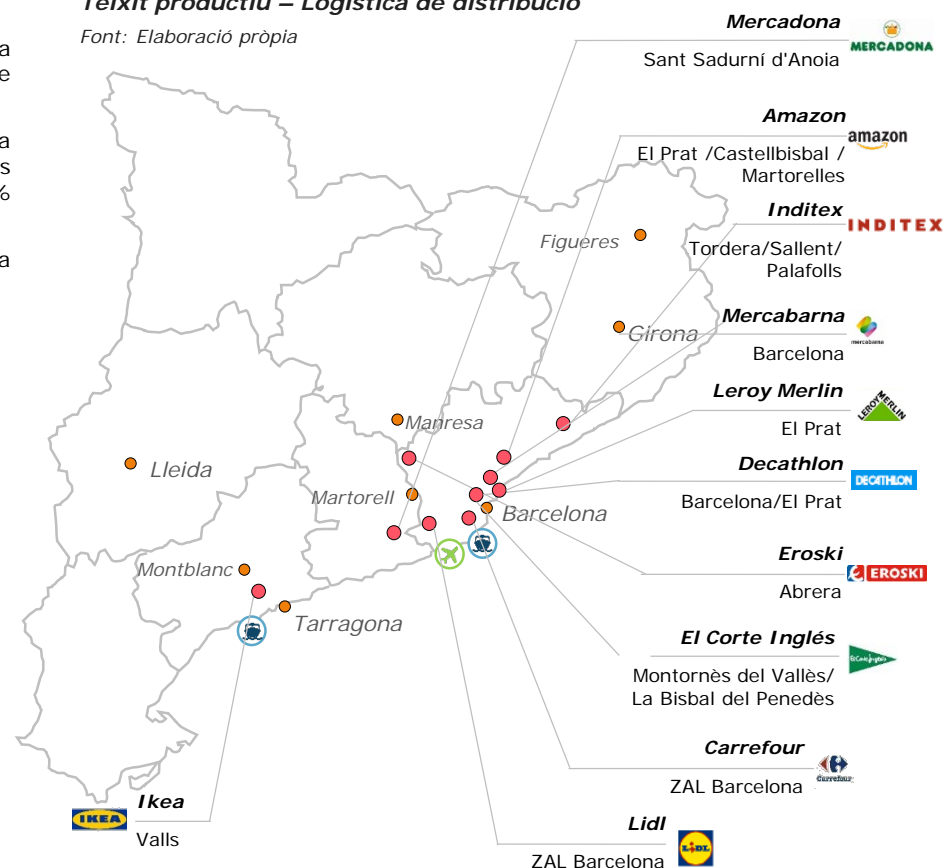 Teixit productiu – Logística de distribució
Font: Elaboració pròpia
a
e
a
s
%
a
Mercadona
MERCADONA
Sant Sadurní d'Anoia
Amazon
amazon
El Prat /Castellbisbal /
Martorelles
Inditex
INDITEX
Tordera/Sallent/
Palafolls
Mercabarna
mercabarna
Barcelona
Leroy Merlin
LEROY MERLIN
El Prat
Decathlon
DECATHLON
Barcelona/El Prat
Eroski
EROSKI
Abrera
El Corte Inglés
El Corte Inglés
Montornès del Vallès/
La Bisbal del Penedès
Carrefour
Carrefour
ZAL Barcelona
Lidl
LIDL
ZAL Barcelona
Ikea
IKEA
Valls
Figueres
Girona
Manresa
Lleida
Martorell
Barcelona
Montblanc
Tarragona